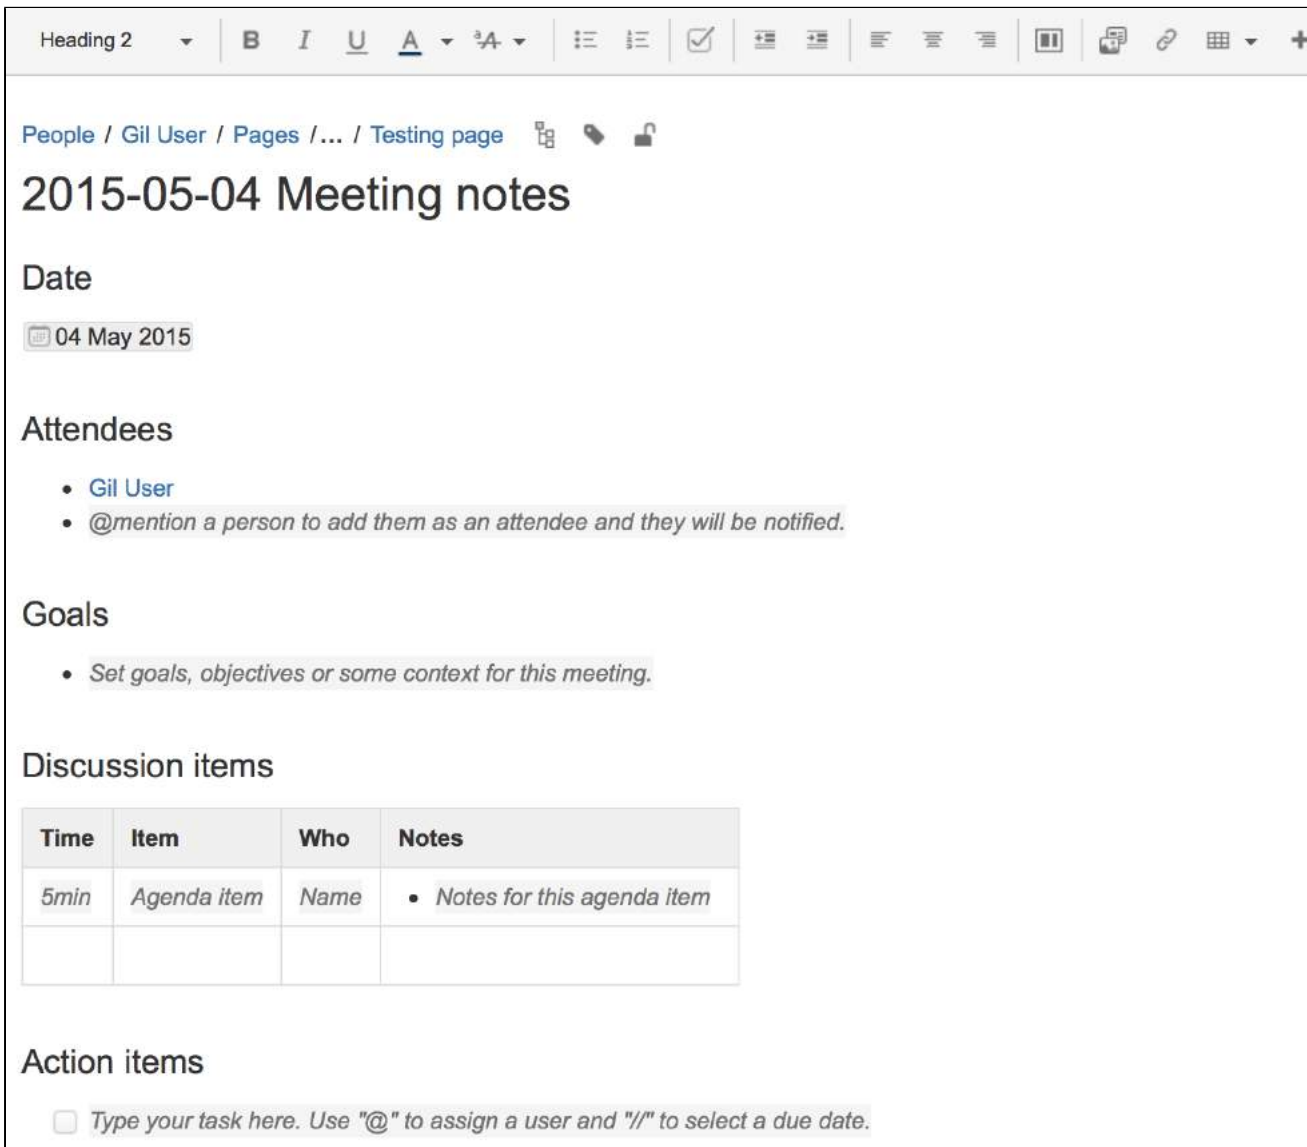 Heading 2
People / Gil User / Pages /... / Testing page
2015-05-04 Meeting notes
Date
04 May 2015
Attendees
• Gil User
• @mention a person to add them as an attendee and they will be notified.
Goals
• Set goals, objectives or some context for this meeting.
Discussion items
Time Item Who Notes
5min Agenda item Name • Notes for this agenda item
Action items
Type your task here. Use "@" to assign a user and "//" to select a due date.